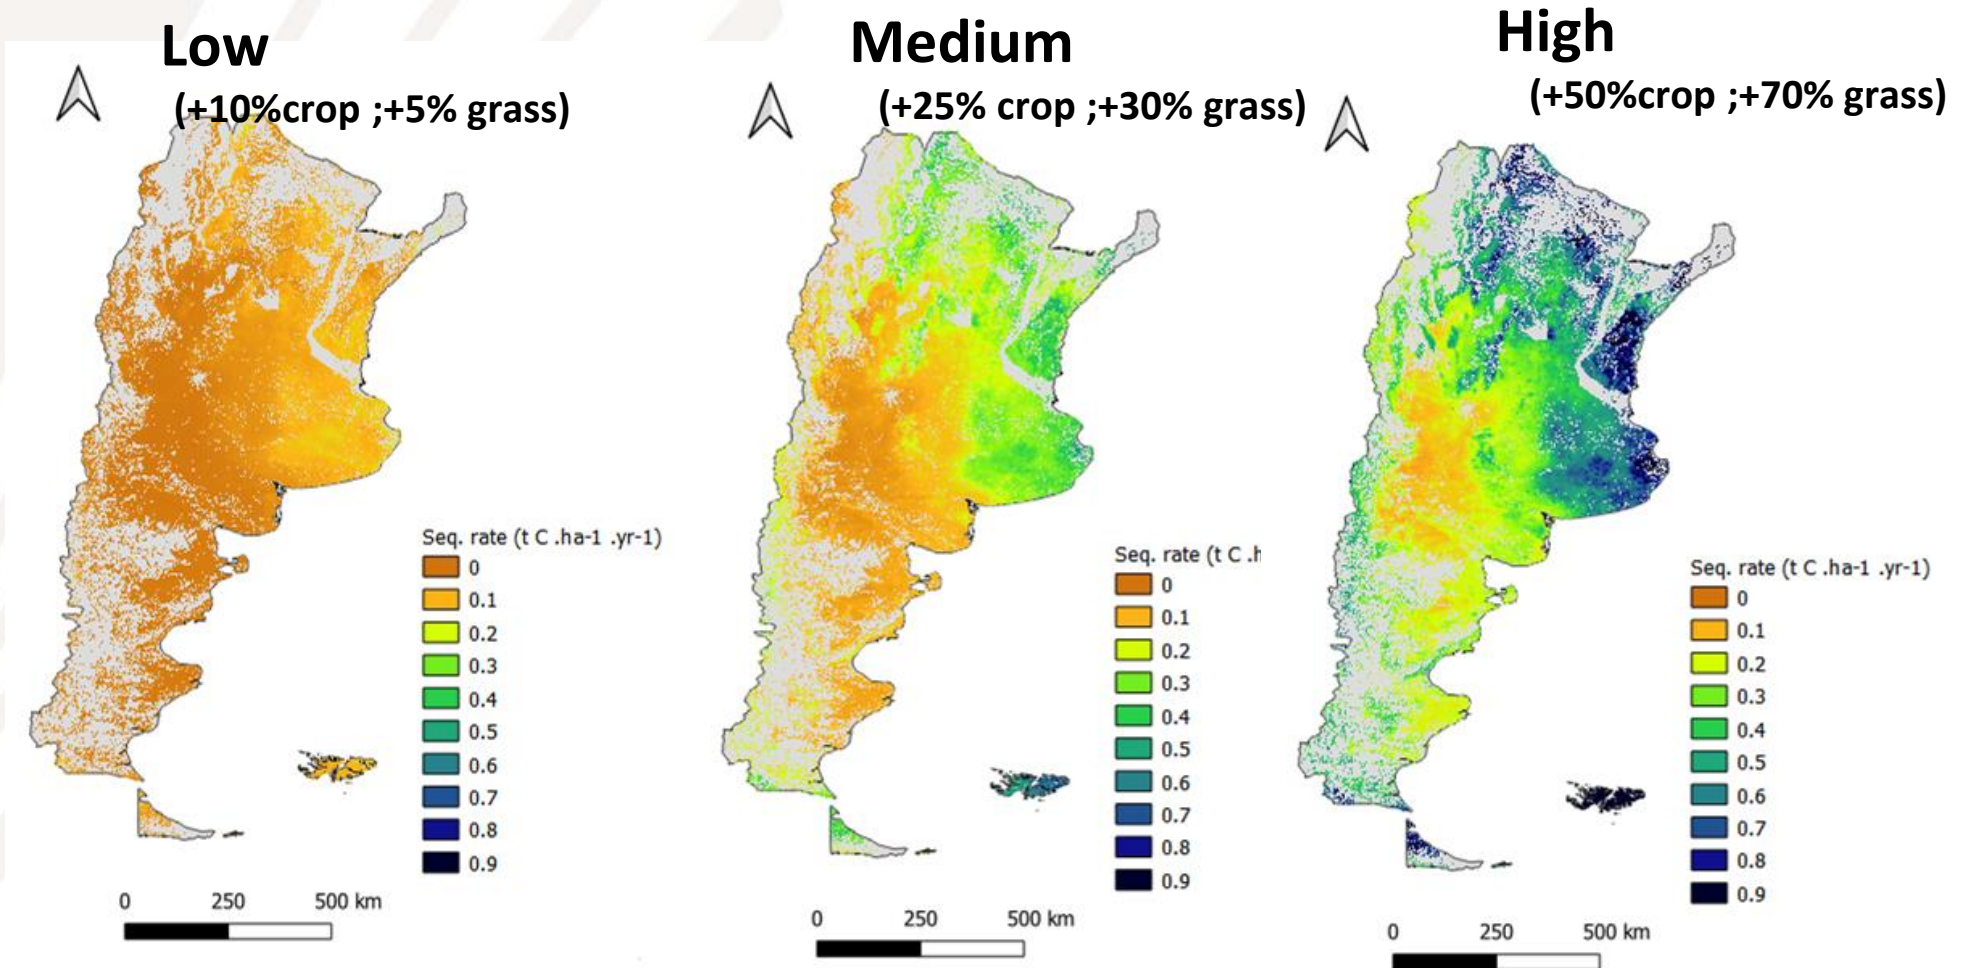 Low
(+10%crop ;+5% grass)
Seq. rate (t C .ha-1 .yr-1)
0
0.1
0.2
0.3
0.4
0.5
0.6
0.7
0.8
0.9
0 250 500 km
Medium
(+25% crop ;+30% grass)
Seq. rate (t C .h
0
0.1
0.2
0.3
0.4
0.5
0.6
0.7
0.8
0.9
0 250 500 km
High
(+50%crop ;+70% grass)
Seq. rate (t C .ha-1 .yr-1)
0
0.1
0.2
0.3
0.4
0.5
0.6
0.7
0.8
0.9
0 250 500 km